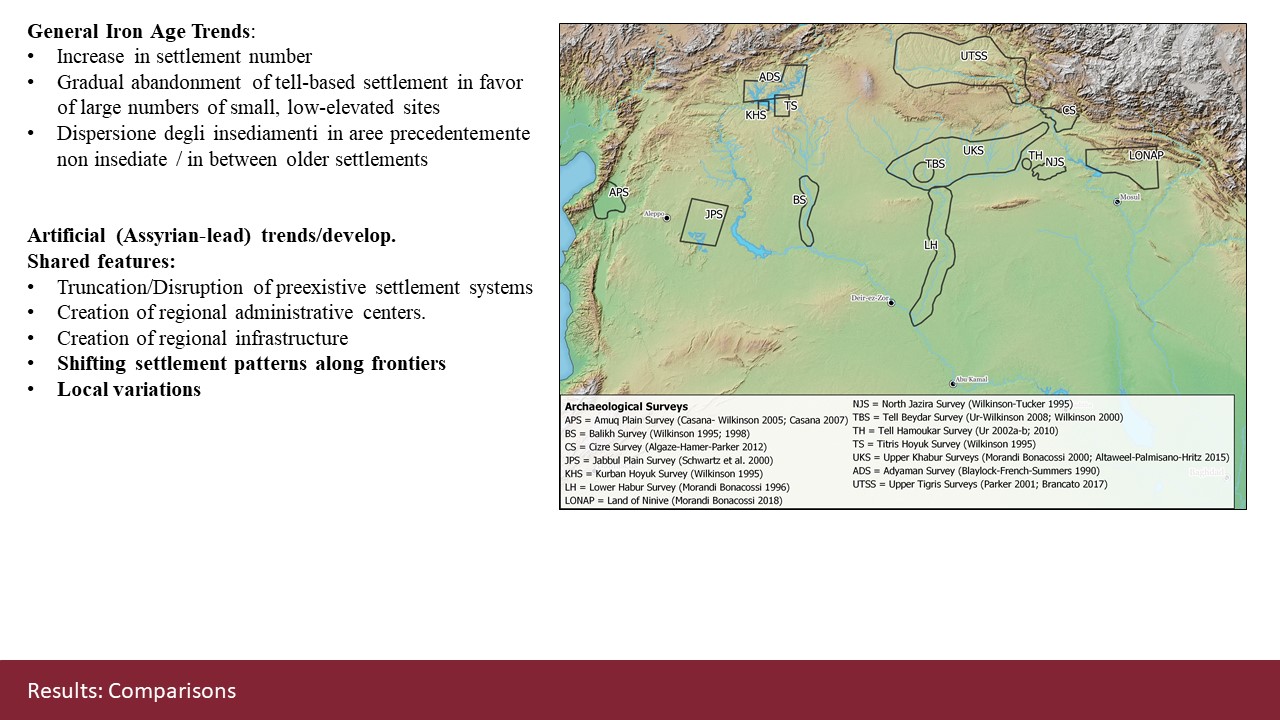 General Iron Age Trends:
• Increase in settlement number
• Gradual abandonment of tell-based settlement in favor
of large numbers of small, low-elevated sites
• Dispersione degli insediamenti in aree precedentemente
non insediate / in between older settlements
Artificial (Assyrian-lead) trends/develop.
Shared features:
• Truncation/Disruption of preexistive settlement systems
• Creation of regional administrative centers.
• Creation of regional infrastructure
• Shifting settlement patterns along frontiers
• Local variations
UTSS
ADS
TS
KHS
CS
UKS
TH
NJS
LONAP
TBS
APS
BS
Mosul
Aleppo
JPS
LH
Deir-ez-Zor
Abu Kamal
Baghdad
Archaeological Surveys
APS = Amuq Plain Survey (Casana- Wilkinson 2005; Casana 2007)
BS = Balikh Survey (Wilkinson 1995; 1998)
CS = Cizre Survey (Algaze-Hamer-Parker 2012)
JPS = Jabbul Plain Survey (Schwartz et al. 2000)
KHS = Kurban Hoyuk Survey (Wilkinson 1995)
LH = Lower Habur Survey (Morandi Bonacossi 1996)
LONAP = Land of Ninive (Morandi Bonacossi 2018)
NJS = North Jazira Survey (Wilkinson-Tucker 1995)
TBS = Tell Beydar Survey (Ur-Wilkinson 2008; Wilkinson 2000)
TH = Tell Hamoukar Survey (Ur 2002a-b; 2010)
TS = Titris Hoyuk Survey (Wilkinson 1995)
UKS = Upper Khabur Surveys (Morandi Bonacossi 2000; Altaweel-Palmisano-Hritz 2015)
ADS = Adyaman Survey (Blaylock-French-Summers 1990)
UTSS = Upper Tigris Surveys (Parker 2001; Brancato 2017)
Results: Comparisons